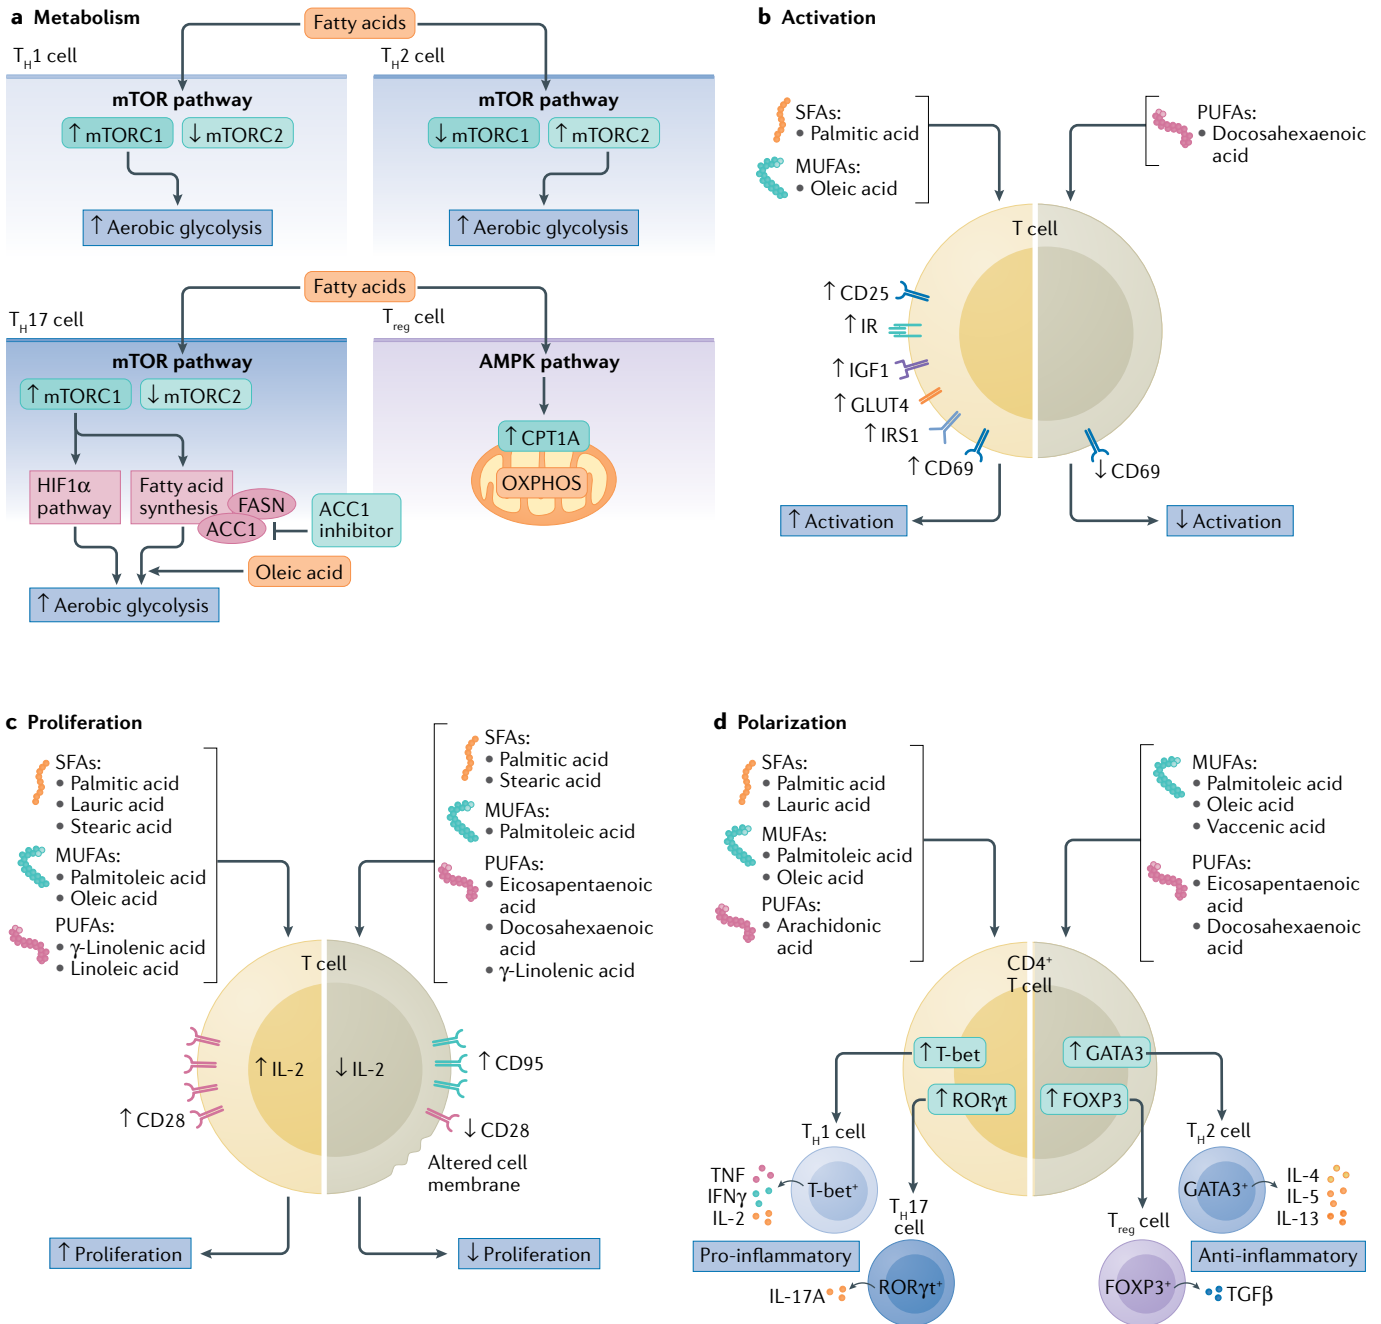 a Metabolism
Fatty acids
T_H1 cell
T_H2 cell
mTOR pathway
↑ mTORC1
↓ mTORC2
↑ Aerobic glycolysis
mTOR pathway
↓ mTORC1
↑ mTORC2
↑ Aerobic glycolysis
Fatty acids
T_H17 cell
T_reg cell
mTOR pathway
↑ mTORC1
↓ mTORC2
HIF1α
pathway
Fatty acid
synthesis
FASN
ACC1
ACC1
inhibitor
Oleic acid
↑ Aerobic glycolysis
AMPK pathway
↑ CPT1A
OXPHOS
b Activation
SFAs:
• Palmitic acid
MUFAs:
• Oleic acid
PUFAs:
• Docosahexaenoic
acid
T cell
↑ CD25
↑ IR
↑ IGF1
↑ GLUT4
↑ IRS1
↑ CD69
↓ CD69
↑ Activation
↓ Activation
c Proliferation
SFAs:
• Palmitic acid
• Lauric acid
• Stearic acid
MUFAs:
• Palmitoleic acid
• Oleic acid
PUFAs:
• γ-Linolenic acid
• Linoleic acid
SFAs:
• Palmitic acid
• Stearic acid
MUFAs:
• Palmitoleic acid
PUFAs:
• Eicosapentaenoic
acid
• Docosahexaenoic
acid
• γ-Linolenic acid
T cell
↑ IL-2
↓ IL-2
↑ CD95
↑ CD28
↓ CD28
Altered cell
membrane
↑ Proliferation
↓ Proliferation
d Polarization
SFAs:
• Palmitic acid
• Lauric acid
MUFAs:
• Palmitoleic acid
• Oleic acid
PUFAs:
• Arachidonic
acid
MUFAs:
• Palmitoleic acid
• Oleic acid
• Vaccenic acid
PUFAs:
• Eicosapentaenoic
acid
• Docosahexaenoic
acid
CD4⁺
T cell
↑ T-bet
↑ GATA3
↑ RORγt
↑ FOXP3
T_H1 cell
TNF
IFNγ
IL-2
T-bet⁺
T_H17
cell
T_H2 cell
GATA3⁺
IL-4
IL-5
IL-13
T_reg cell
Pro-inflammatory
Anti-inflammatory
IL-17A
RORγt⁺
FOXP3⁺
TGFβ